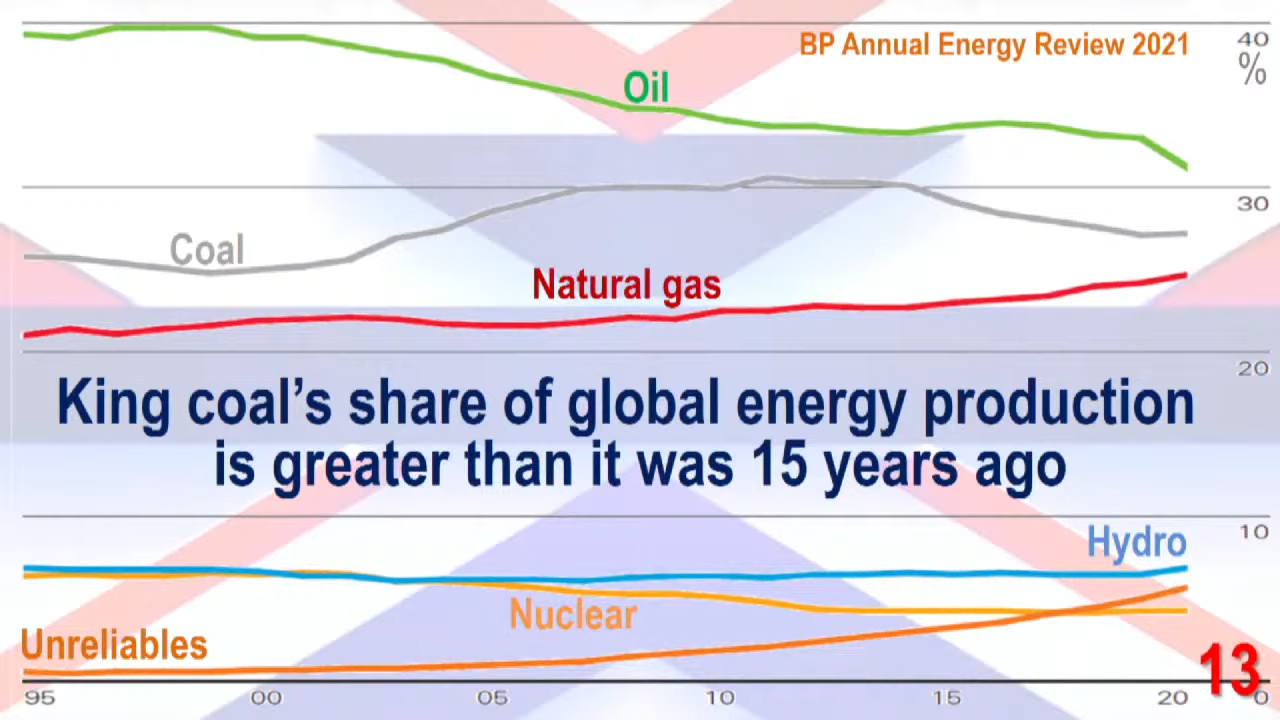 BP Annual Energy Review 2021
40
%
Oil
30
Coal
Natural gas
20
King coal’s share of global energy production
is greater than it was 15 years ago
10
Hydro
Nuclear
Unreliables
13
95 00 05 10 15 20 0